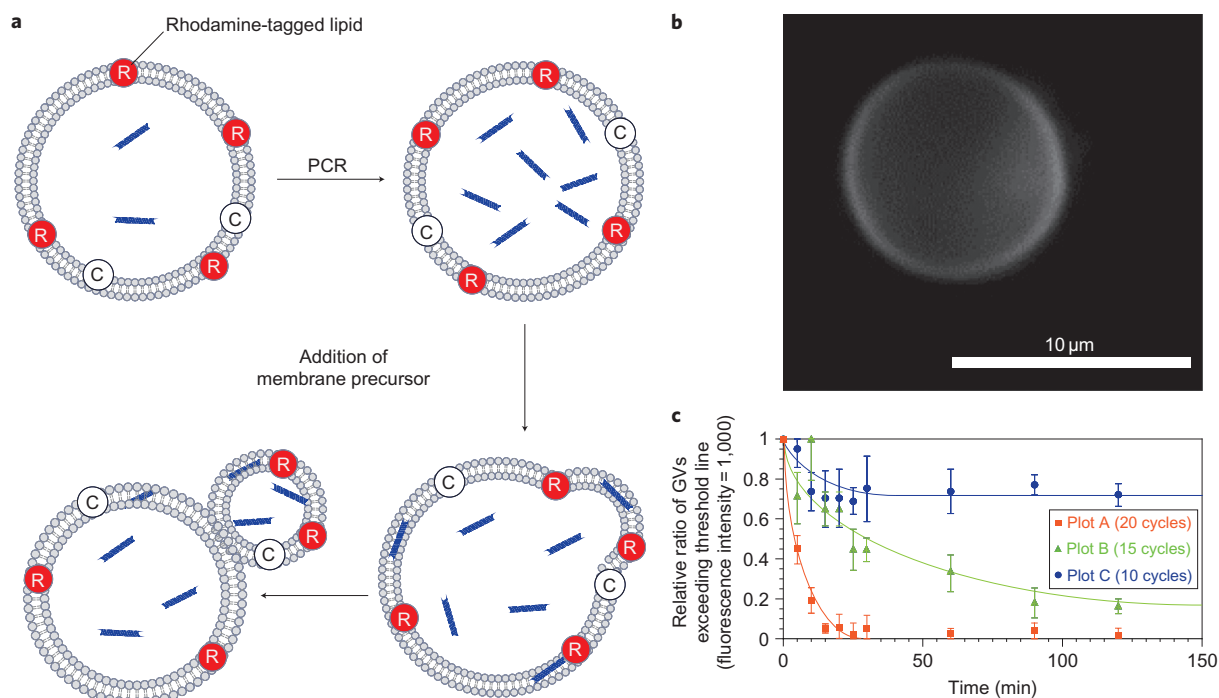 a
Rhodamine-tagged lipid
R
R
R
R
C
C
PCR
R
R
R
R
C
C
Addition of
membrane precursor
C
R
R
R
R
C
C
R
R
R
R
C
b
10 µm
c
Relative ratio of GVs
exceeding threshold line
(fluorescence intensity = 1,000)
1
0.8
0.6
0.4
0.2
0
0
50
100
150
Time (min)
Plot A (20 cycles)
Plot B (15 cycles)
Plot C (10 cycles)